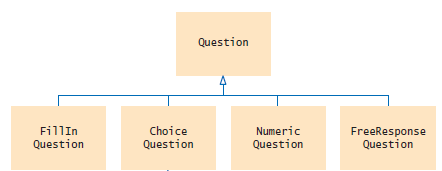 Question
FillIn
Question
Choice
Question
Numeric
Question
FreeResponse
Question